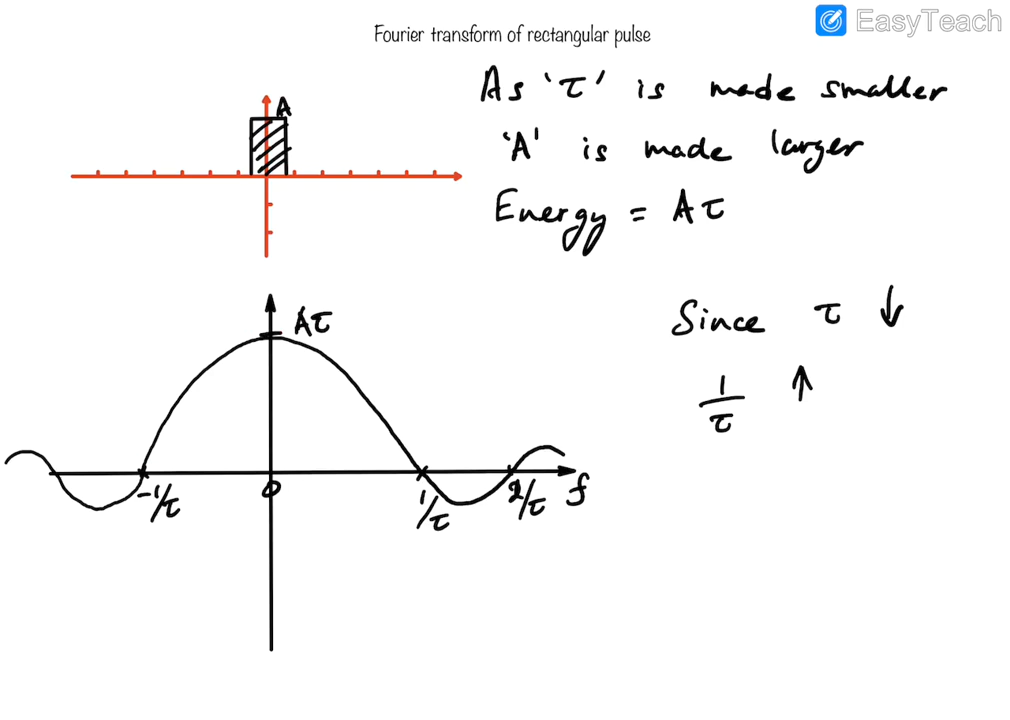 EasyTeach
Fourier transform of rectangular pulse
A
As 'τ' is made smaller
'A' is made larger
Energy = Aτ
Aτ
Since τ ↓
1/τ ↑
-1/τ 0 1/τ 2/τ f